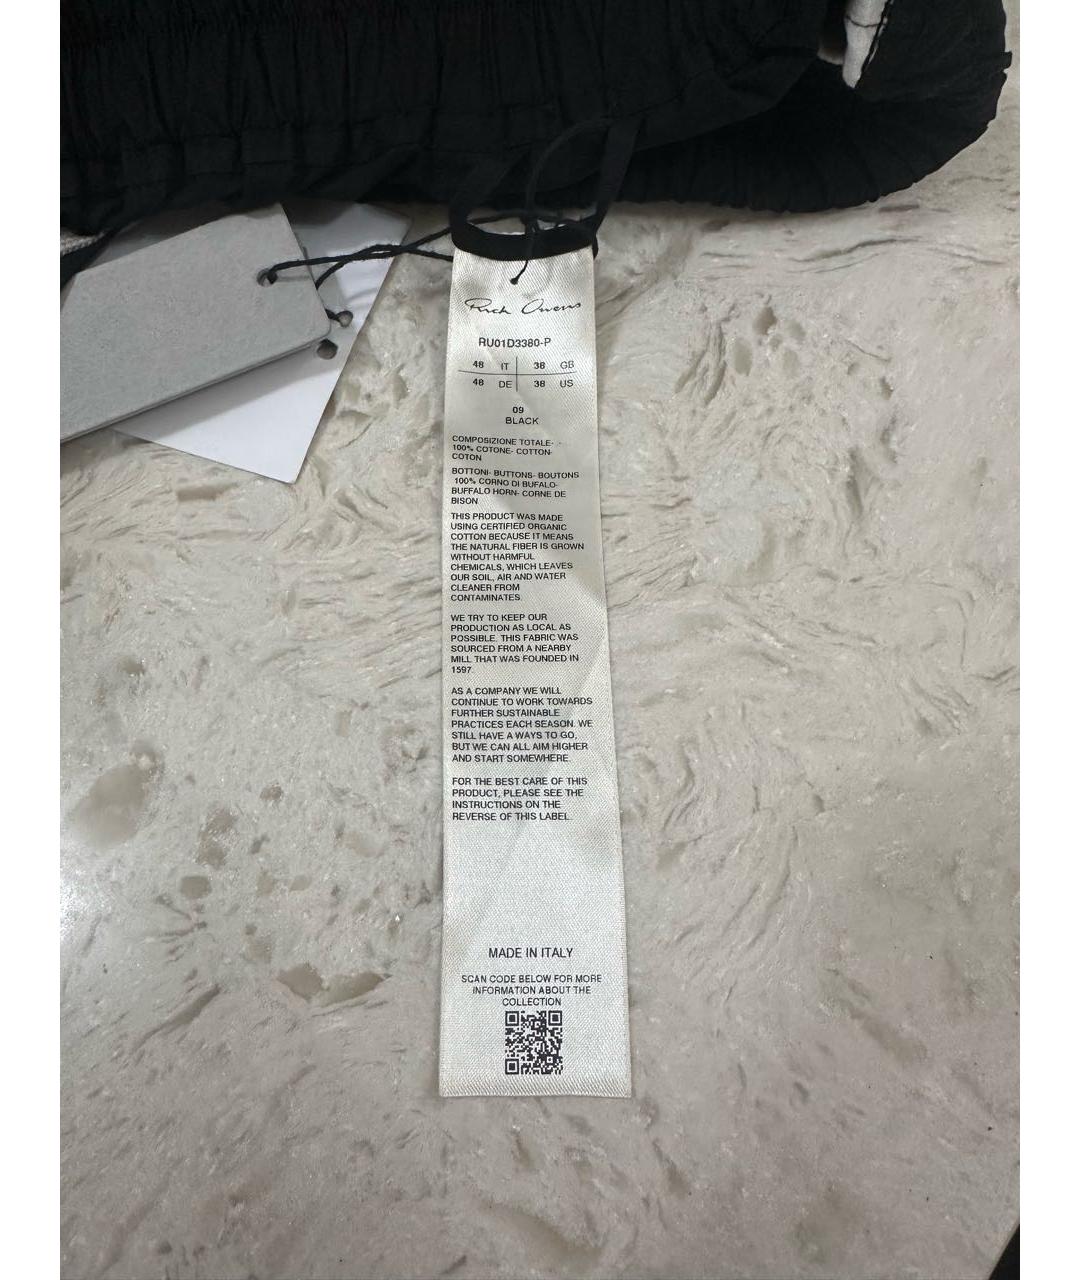 Rick Owens
RU01D3380-P
48 IT 38 GB
48 DE 38 US
09
BLACK
COMPOSIZIONE TOTALE- -
100% COTONE- COTTON-
COTON
BOTTONI- BUTTONS- BOUTONS
100% CORNO DI BUFALO-
BUFFALO HORN- CORNE DE
BISON
THIS PRODUCT WAS MADE
USING CERTIFIED ORGANIC
COTTON BECAUSE IT MEANS
THE NATURAL FIBER IS GROWN
WITHOUT HARMFUL
CHEMICALS, WHICH LEAVES
OUR SOIL, AIR AND WATER
CLEANER FROM
CONTAMINATES.
WE TRY TO KEEP OUR
PRODUCTION AS LOCAL AS
POSSIBLE. THIS FABRIC WAS
SOURCED FROM A NEARBY
MILL THAT WAS FOUNDED IN
1597.
AS A COMPANY WE WILL
CONTINUE TO WORK TOWARDS
FURTHER SUSTAINABLE
PRACTICES EACH SEASON. WE
STILL HAVE A WAYS TO GO,
BUT WE CAN ALL AIM HIGHER
AND START SOMEWHERE.
FOR THE BEST CARE OF THIS
PRODUCT, PLEASE SEE THE
INSTRUCTIONS ON THE
REVERSE OF THIS LABEL.
MADE IN ITALY
SCAN CODE BELOW FOR MORE
INFORMATION ABOUT THE
COLLECTION